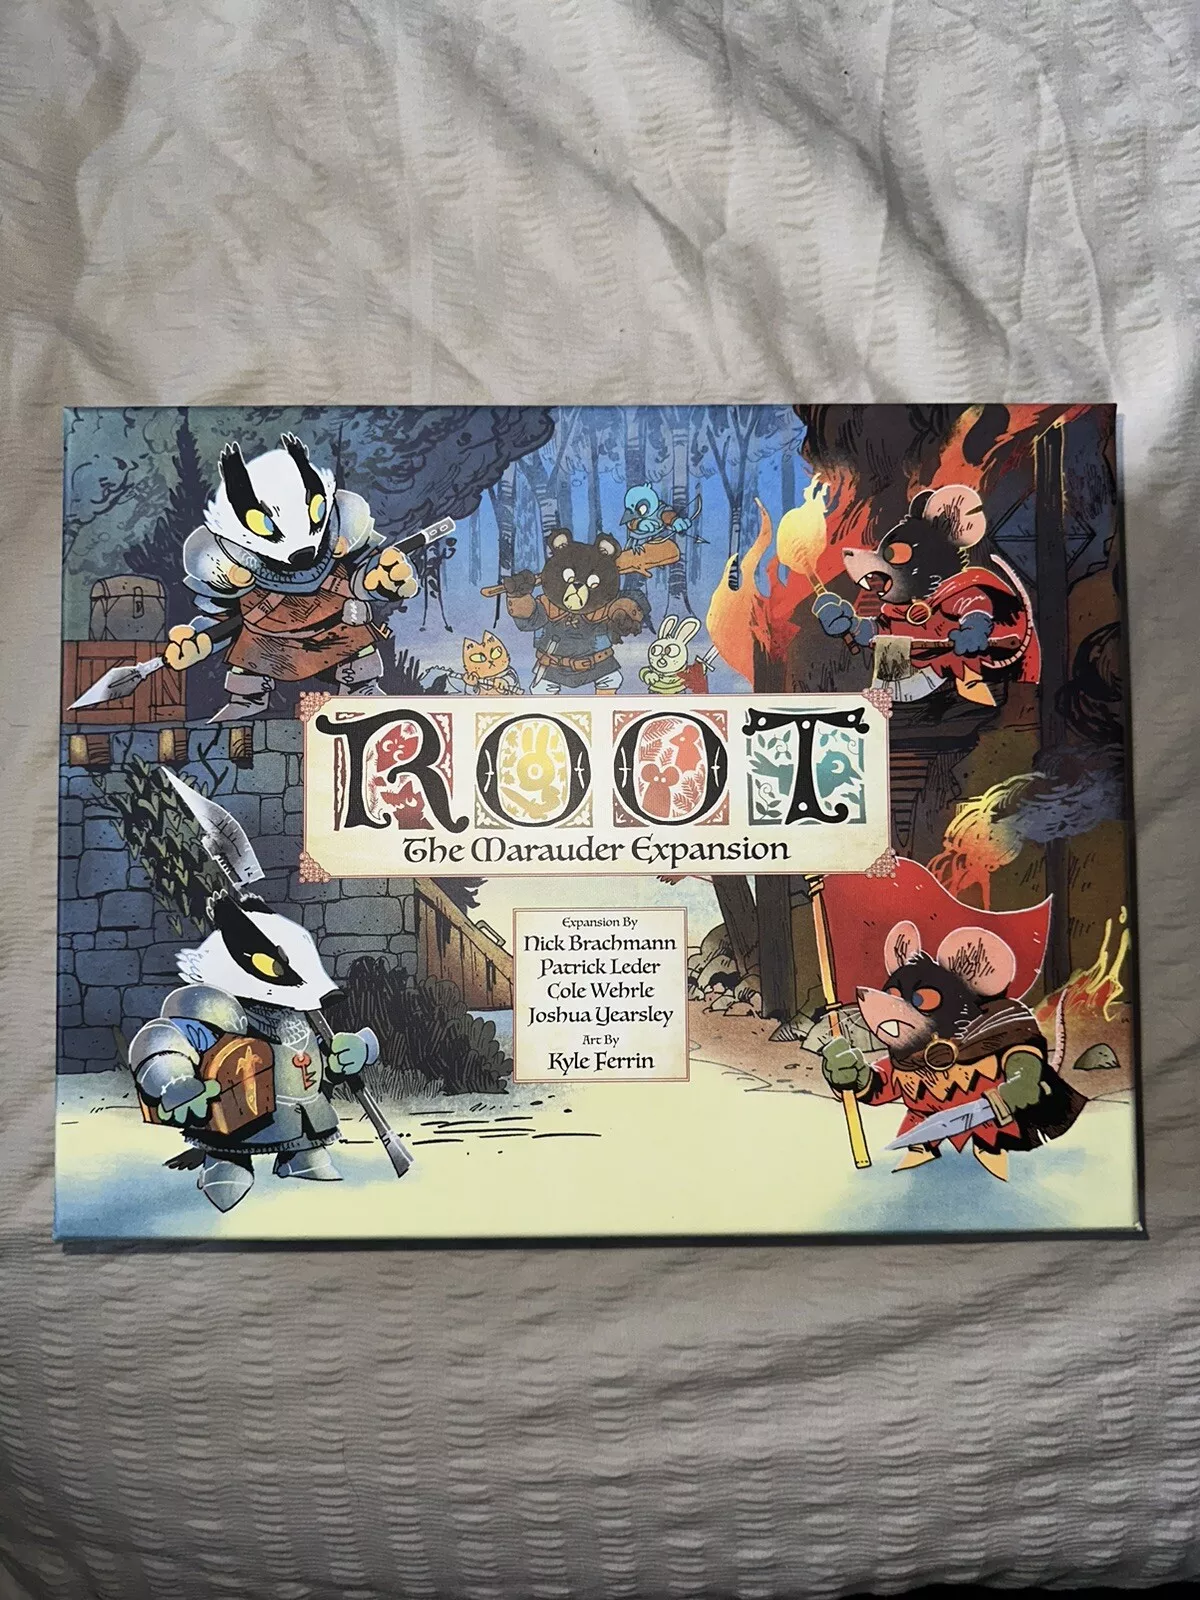 ROOT
The Marauder Expansion
Expansion By
Nick Brachmann
Patrick Leder
Cole Wehrle
Joshua Yearsley
Art By
Kyle Ferrin